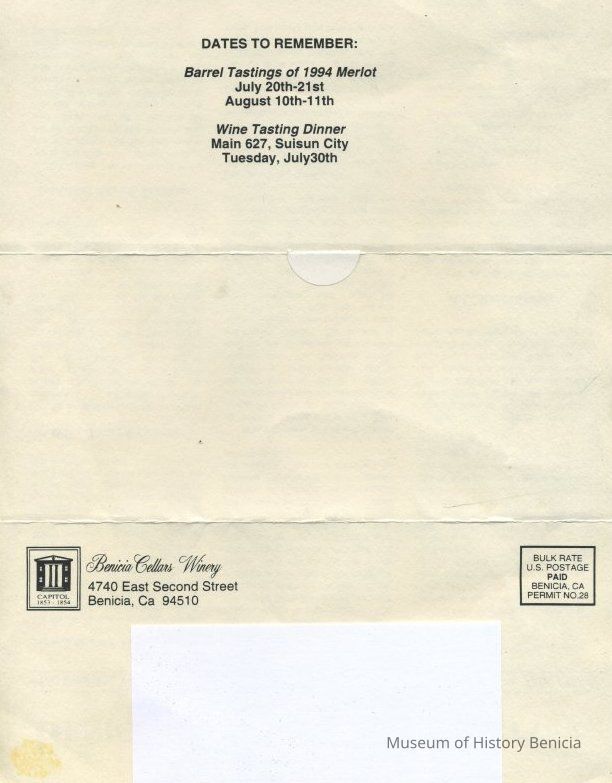 DATES TO REMEMBER:
Barrel Tastings of 1994 Merlot
July 20th-21st
August 10th-11th
Wine Tasting Dinner
Main 627, Suisun City
Tuesday, July30th
CAPITOL
1853 - 1854
Benicia Cellars Winery
4740 East Second Street
Benicia, Ca 94510
BULK RATE
U.S. POSTAGE
PAID
BENICIA, CA
PERMIT NO.28
Museum of History Benicia